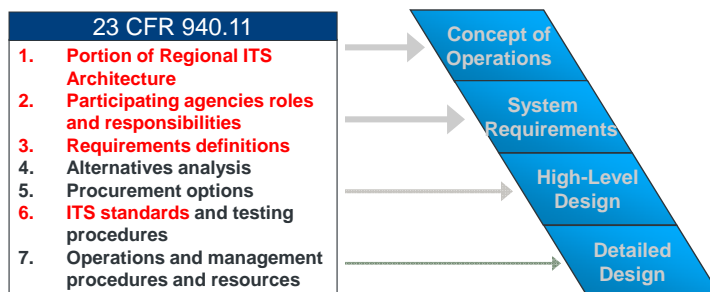 23 CFR 940.11
1. Portion of Regional ITS
Architecture
2. Participating agencies roles
and responsibilities
3. Requirements definitions
4. Alternatives analysis
5. Procurement options
6. ITS standards and testing
procedures
7. Operations and management
procedures and resources
Concept of
Operations
System
Requirements
High-Level
Design
Detailed
Design